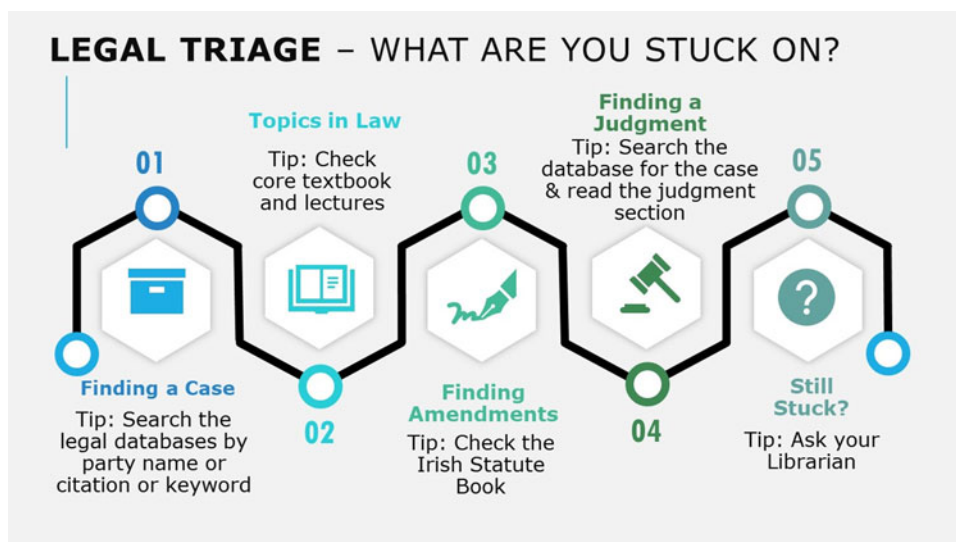 LEGAL TRIAGE – WHAT ARE YOU STUCK ON?
01
Finding a Case
Tip: Search the
legal databases by
party name or
citation or keyword
Topics in Law
Tip: Check
core textbook
and lectures
02
03
Finding
Amendments
Tip: Check the
Irish Statute
Book
Finding a
Judgment
Tip: Search the
database for the case
& read the judgment
section
04
05
?
Still
Stuck?
Tip: Ask your
Librarian